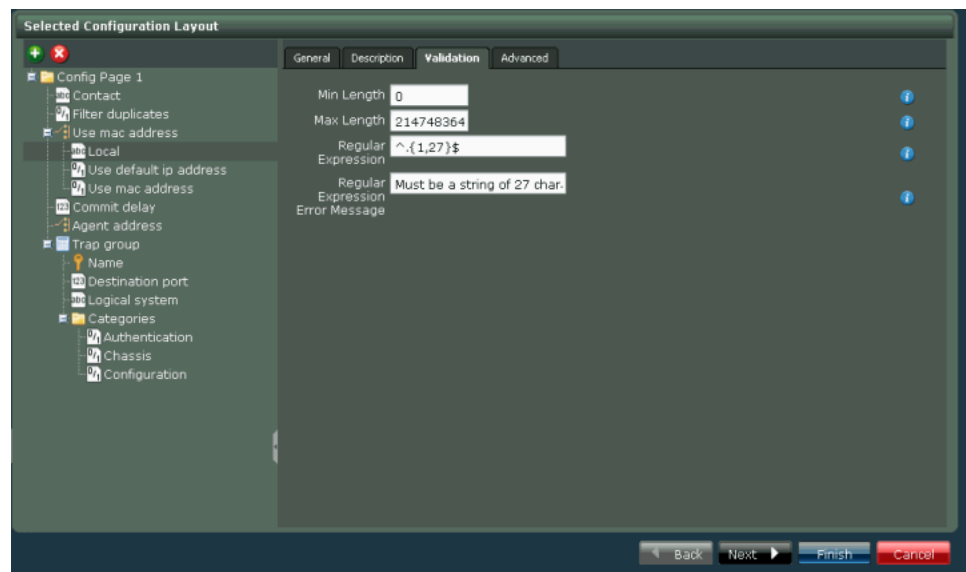 Selected Configuration Layout
General Description Validation Advanced
Config Page 1
Contact
Filter duplicates
Use mac address
Local
Use default ip address
Use mac address
Commit delay
Agent address
Trap group
Name
Destination port
Logical system
Categories
Authentication
Chassis
Configuration
Min Length 0
Max Length 214748364
Regular
Expression
^.{1,27}$
Regular
Expression
Error Message
Must be a string of 27 char
Back Next Finish Cancel